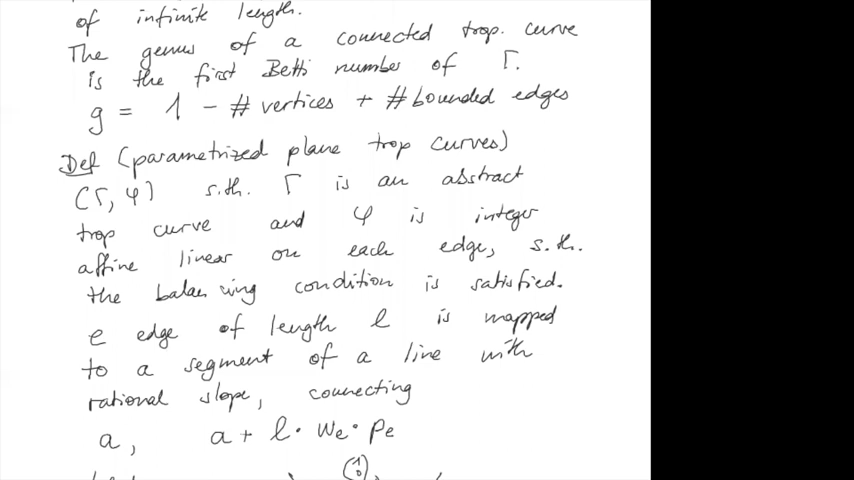 of infinite length.
The genus of a connected trop. curve
is the first Betti number of Γ.
g = 1 - # vertices + # bounded edges
Def (parametrized plane trop curves)
(Γ, φ) s.th. Γ is an abstract
trop curve and φ is integer
affine linear on each edge, s.th.
the balancing condition is satisfied.
e edge of length l is mapped
to a segment of a line with
rational slope, connecting
a, a + l · we · pe
(1 0)